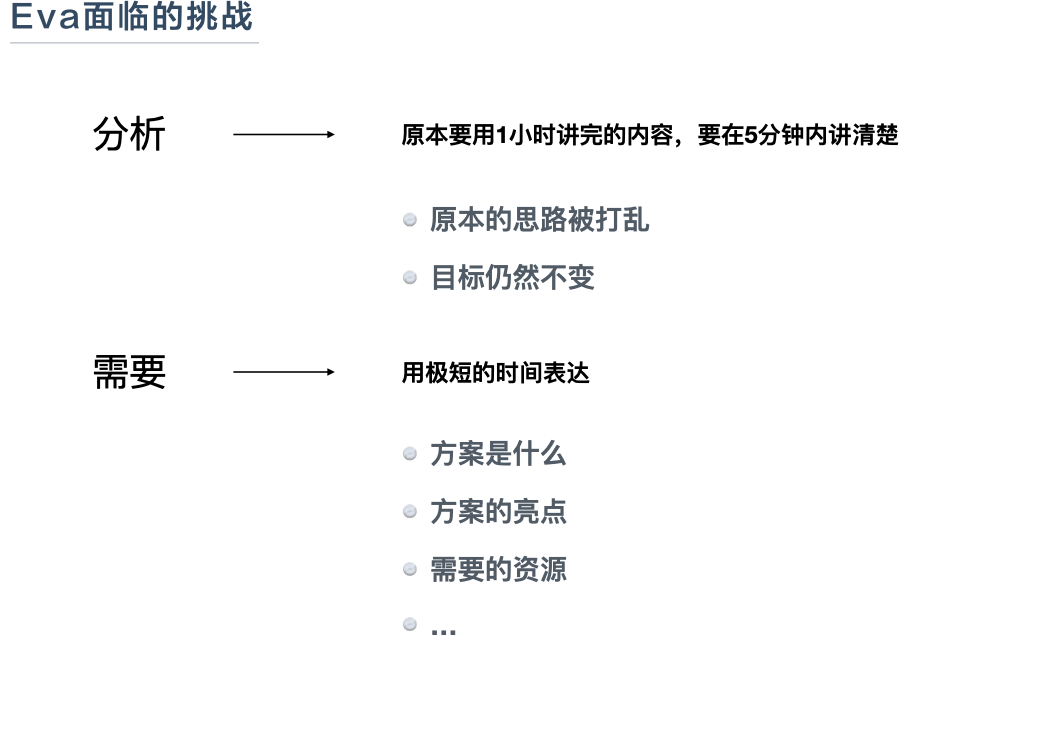 Eva面临的挑战
分析
原本要用1小时讲完的内容，要在5分钟内讲清楚
原本的思路被打乱
目标仍然不变
需要
用极短的时间表达
方案是什么
方案的亮点
需要的资源
...